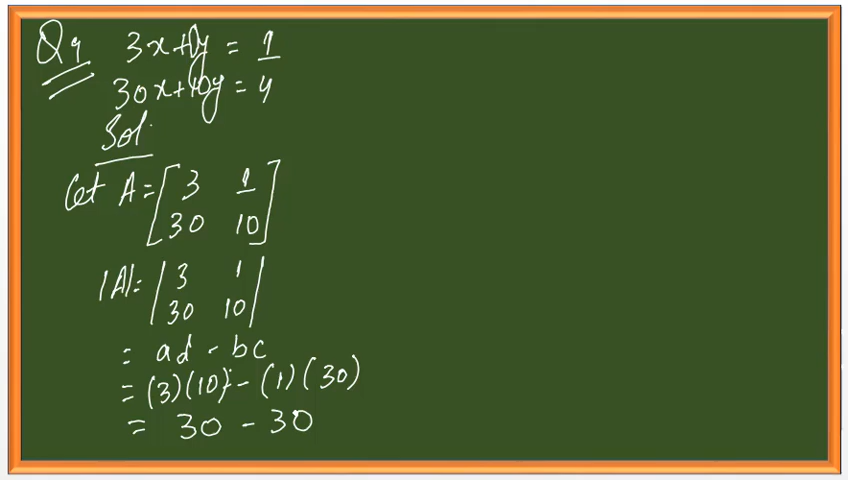 Q4 3x+y = 1
30x+10y = 4
Sol
Let A = [ 3 1
30 10 ]
|A| = | 3 1
30 10 |
= ad - bc
= (3)(10) - (1)(30)
= 30 - 30